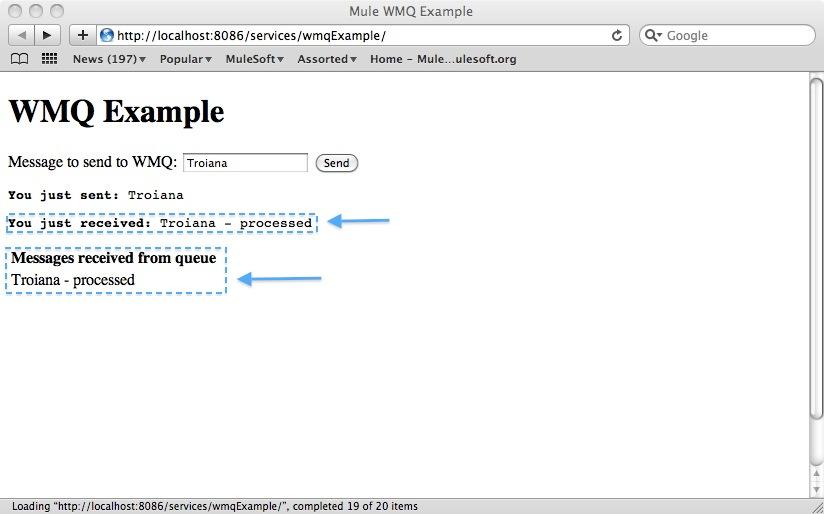 Mule WMQ Example
http://localhost:8086/services/wmqExample/
Google
News (197) Popular MuleSoft Assorted Home – Mule...ulesoft.org
WMQ Example
Message to send to WMQ: Troiana Send
You just sent: Troiana
You just received: Troiana - processed
Messages received from queue
Troiana - processed
Loading “http://localhost:8086/services/wmqExample/”, completed 19 of 20 items